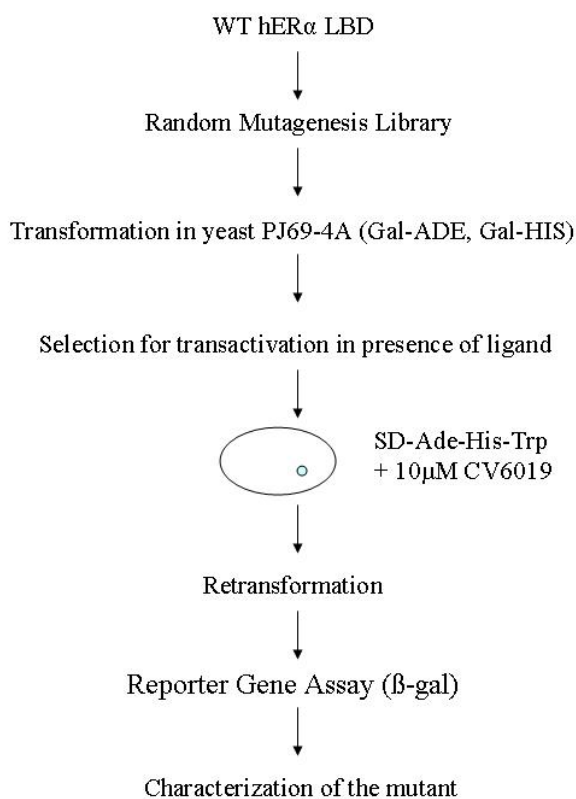 WT hERα LBD
Random Mutagenesis Library
Transformation in yeast PJ69-4A (Gal-ADE, Gal-HIS)
Selection for transactivation in presence of ligand
SD-Ade-His-Trp
+ 10μM CV6019
Retransformation
Reporter Gene Assay (ß-gal)
Characterization of the mutant